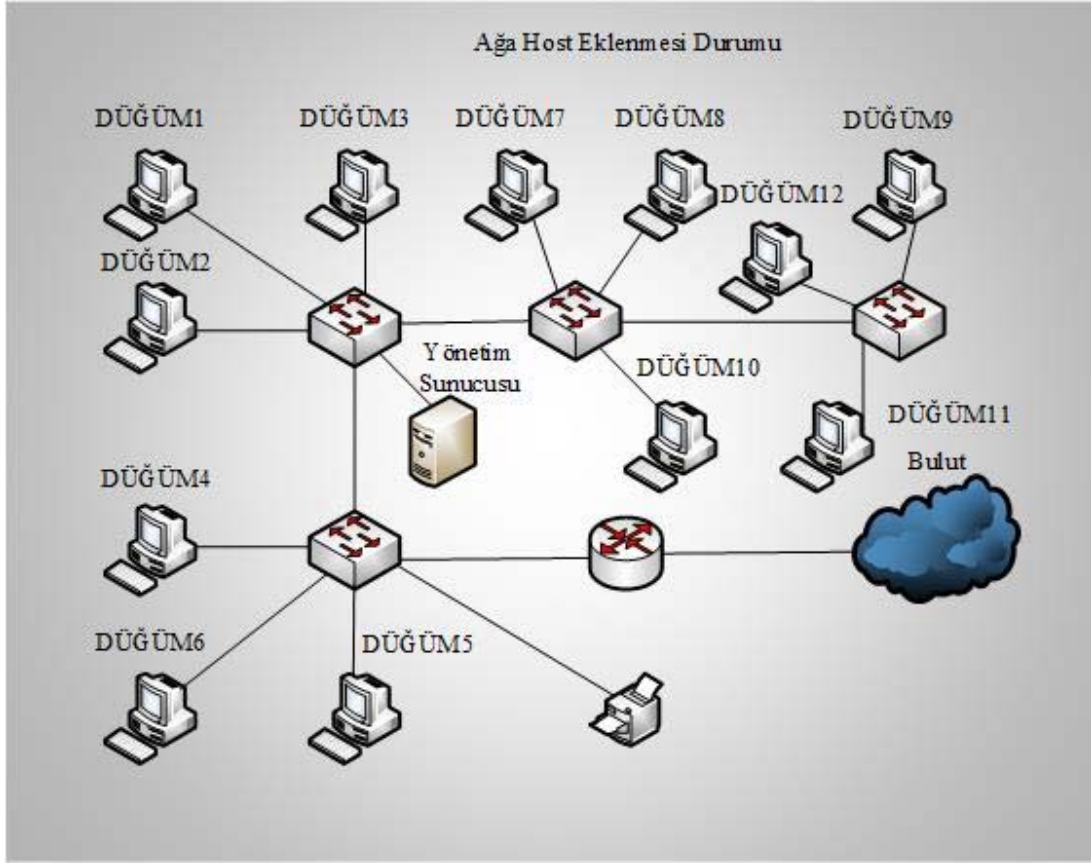 Ağa Host Eklenmesi Durumu
DÜĞÜM1
DÜĞÜM3
DÜĞÜM7
DÜĞÜM8
DÜĞÜM9
DÜĞÜM12
DÜĞÜM2
Yönetim
Sunucusu
DÜĞÜM10
DÜĞÜM11
Bulut
DÜĞÜM4
DÜĞÜM6
DÜĞÜM5